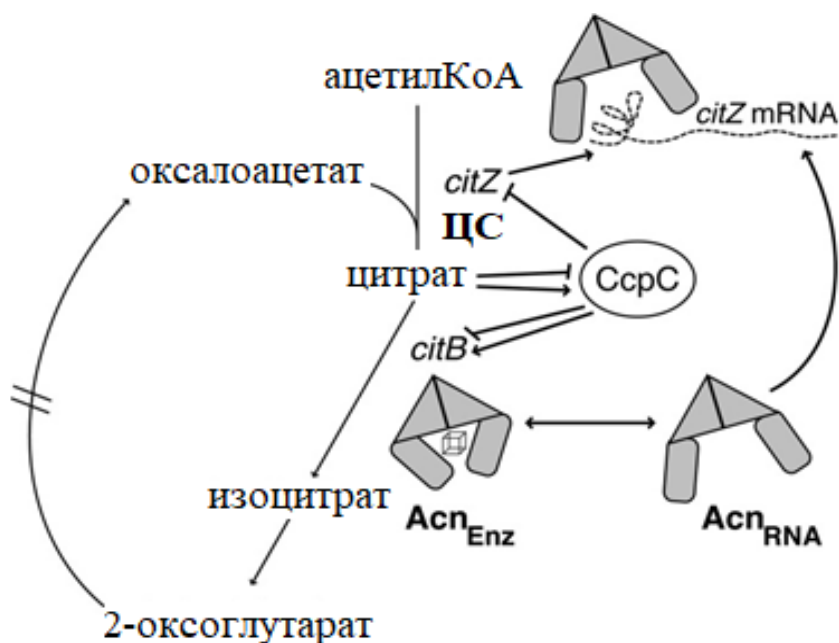 ацетилКоА
citZ mRNA
оксалоацетат
citZ
ЦС
цитрат
CcpC
citB
изоцитрат
AcnEnz
AcnRNA
2-оксоглутарат